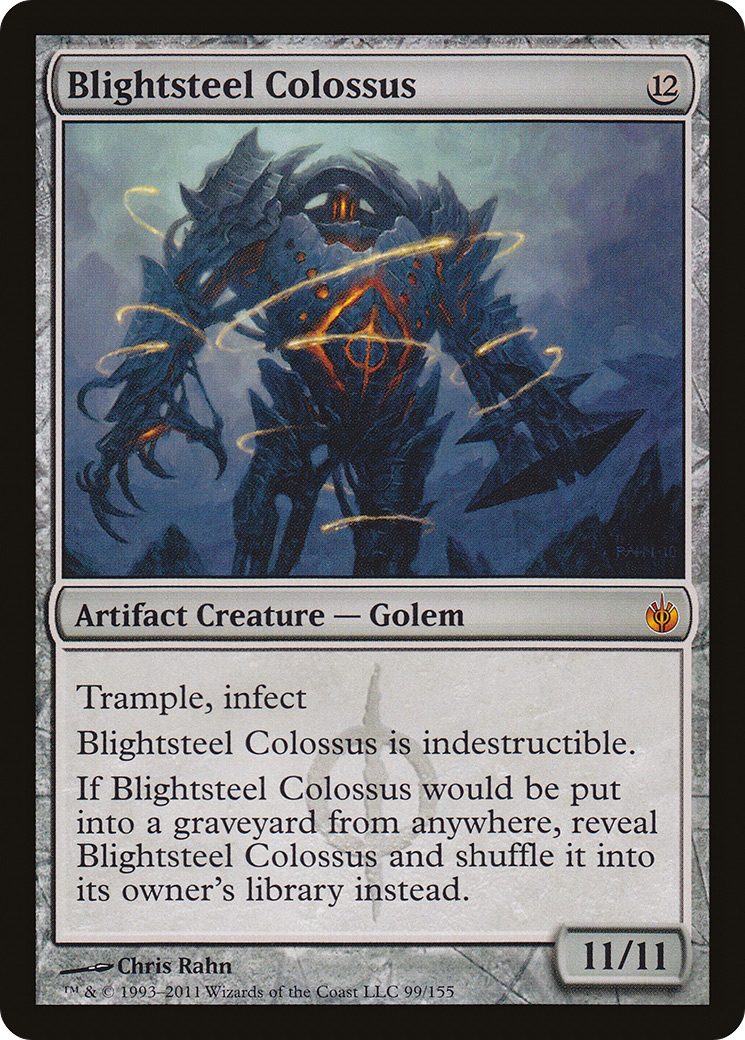 Blightsteel Colossus 12
RAHN·10
Artifact Creature — Golem
Trample, infect
Blightsteel Colossus is indestructible.
If Blightsteel Colossus would be put
into a graveyard from anywhere, reveal
Blightsteel Colossus and shuffle it into
its owner's library instead.
11/11
Chris Rahn
™ & © 1993–2011 Wizards of the Coast LLC 99/155